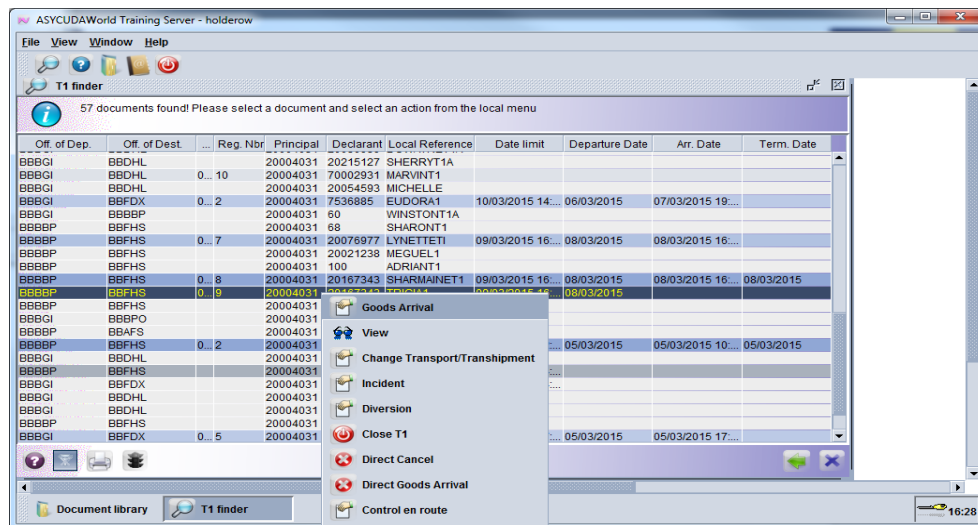 ASYCUDAWorld Training Server - holderow
File View Window Help
T1 finder
57 documents found! Please select a document and select an action from the local menu
Off. of Dep. Off. of Dest. ... Reg. Nbr Principal Declarant Local Reference Date limit Departure Date Arr. Date Term. Date
BBBGI BBDHL 20004031 20215127 SHERRYT1A
BBBGI BBDHL 0... 10 20004031 70002931 MARVINT1
BBBGI BBDHL 20004031 20054593 MICHELLE
BBBGI BBFDX 0... 2 20004031 7536885 EUDORA1 10/03/2015 14:... 06/03/2015 07/03/2015 19:...
BBBGI BBBBP 20004031 60 WINSTONT1A
BBBBP BBFHS 20004031 68 SHARONT1
BBBBP BBFHS 0... 7 20004031 20076977 LYNETTETI 09/03/2015 16:... 08/03/2015 08/03/2015 16:...
BBBBP BBFHS 20004031 20021238 MEGUEL1
BBBBP BBFHS 20004031 100 ADRIANT1
BBBBP BBFHS 0... 8 20004031 20167343 SHARMAINET1 09/03/2015 16:... 08/03/2015 08/03/2015 16:... 08/03/2015
BBBBP BBFHS 0... 9 20004031 20167343 TRICIA1 09/03/2015 16:... 08/03/2015
BBBBP BBFHS 20004031
BBBGI BBBPO 20004031
BBBBP BBAFS 20004031
BBBBP BBFHS 0... 2 20004031 05/03/2015 05/03/2015 10:... 05/03/2015
BBBGI BBDHL 20004031
BBBBP BBFHS 20004031
BBBGI BBFDX 20004031
BBBGI BBDHL 20004031
BBBGI BBDHL 20004031
BBBBP BBFHS 20004031
BBBGI BBFDX 0... 5 20004031 05/03/2015 05/03/2015 17:...
Goods Arrival
View
Change Transport/Transhipment
Incident
Diversion
Close T1
Direct Cancel
Direct Goods Arrival
Control en route
Document library T1 finder 16:28